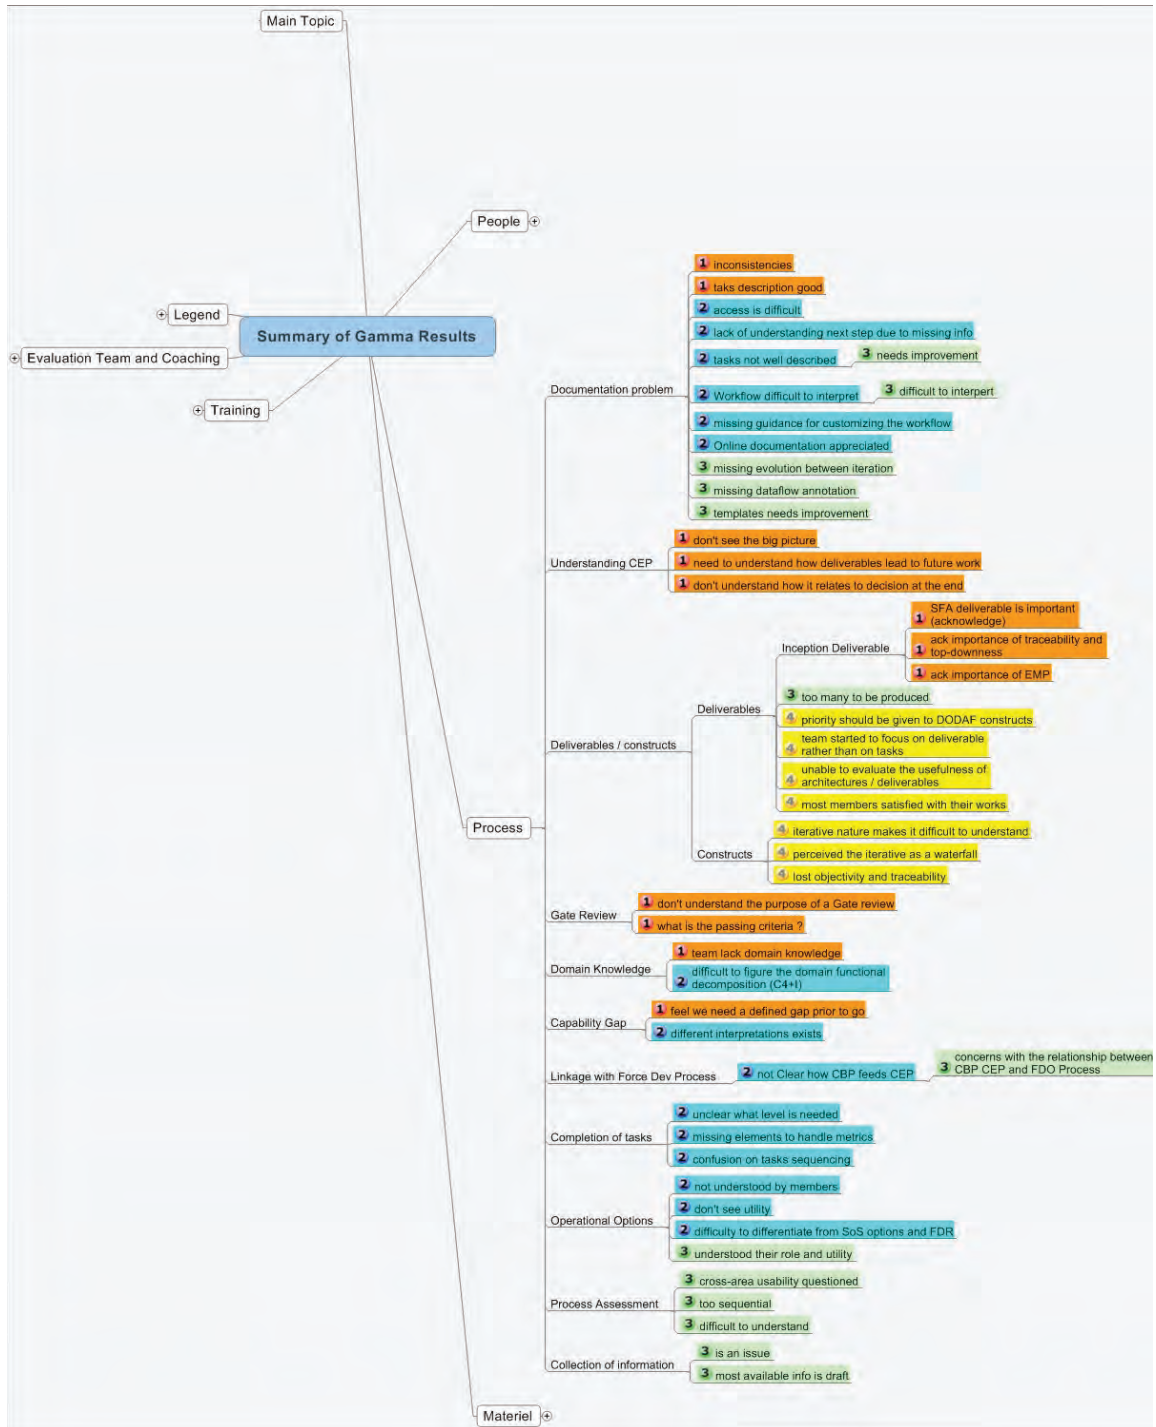 Main Topic
People
Legend
Summary of Gamma Results
Evaluation Team and Coaching
Training
Process
Documentation problem
1 inconsistencies
1 taks description good
2 access is difficult
2 lack of understanding next step due to missing info
2 tasks not well described
3 needs improvement
2 Workflow difficult to interpret
3 difficult to interpert
2 missing guidance for customizing the workflow
2 Online documentation appreciated
3 missing evolution between iteration
3 missing dataflow annotation
3 templates needs improvement
Understanding CEP
1 don't see the big picture
1 need to understand how deliverables lead to future work
1 don't understand how it relates to decision at the end
Deliverables / constructs
Deliverables
Inception Deliverable
1 SFA deliverable is important
(acknowledge)
1 ack importance of traceability and
top-downness
1 ack importance of EMP
3 too many to be produced
4 priority should be given to DODAF constructs
4 team started to focus on deliverable
rather than on tasks
4 unable to evaluate the usefulness of
architectures / deliverables
4 most members satisfied with their works
Constructs
4 iterative nature makes it difficult to understand
4 perceived the iterative as a waterfall
4 lost objectivity and traceability
Gate Review
1 don't understand the purpose of a Gate review
1 what is the passing criteria ?
Domain Knowledge
1 team lack domain knowledge
2 difficult to figure the domain functional
decomposition (C4+I)
Capability Gap
1 feel we need a defined gap prior to go
2 different interpretations exists
Linkage with Force Dev Process
2 not Clear how CBP feeds CEP
3 concerns with the relationship between
CBP CEP and FDO Process
Completion of tasks
2 unclear what level is needed
2 missing elements to handle metrics
2 confusion on tasks sequencing
Operational Options
2 not understood by members
2 don't see utility
2 difficulty to differentiate from SoS options and FDR
3 understood their role and utility
Process Assessment
3 cross-area usability questioned
3 too sequential
3 difficult to understand
Collection of information
3 is an issue
3 most available info is draft
Materiel